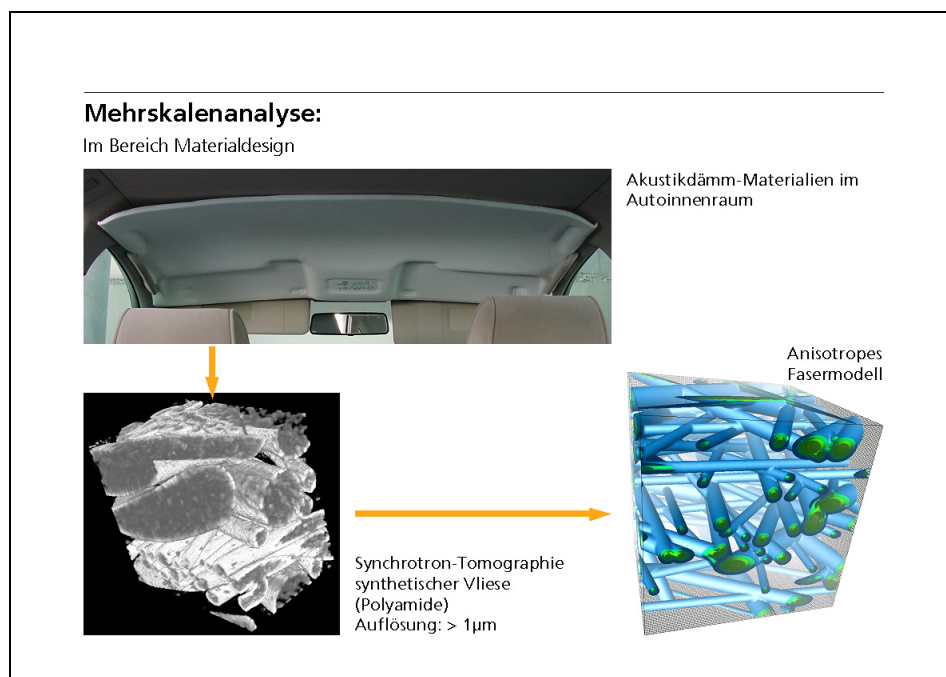 Mehrskalenanalyse:
Im Bereich Materialdesign
Akustikdämm-Materialien im
Autoinnenraum
Anisotropes
Fasermodell
Synchrotron-Tomographie
synthetischer Vliese
(Polyamide)
Auflösung: > 1µm